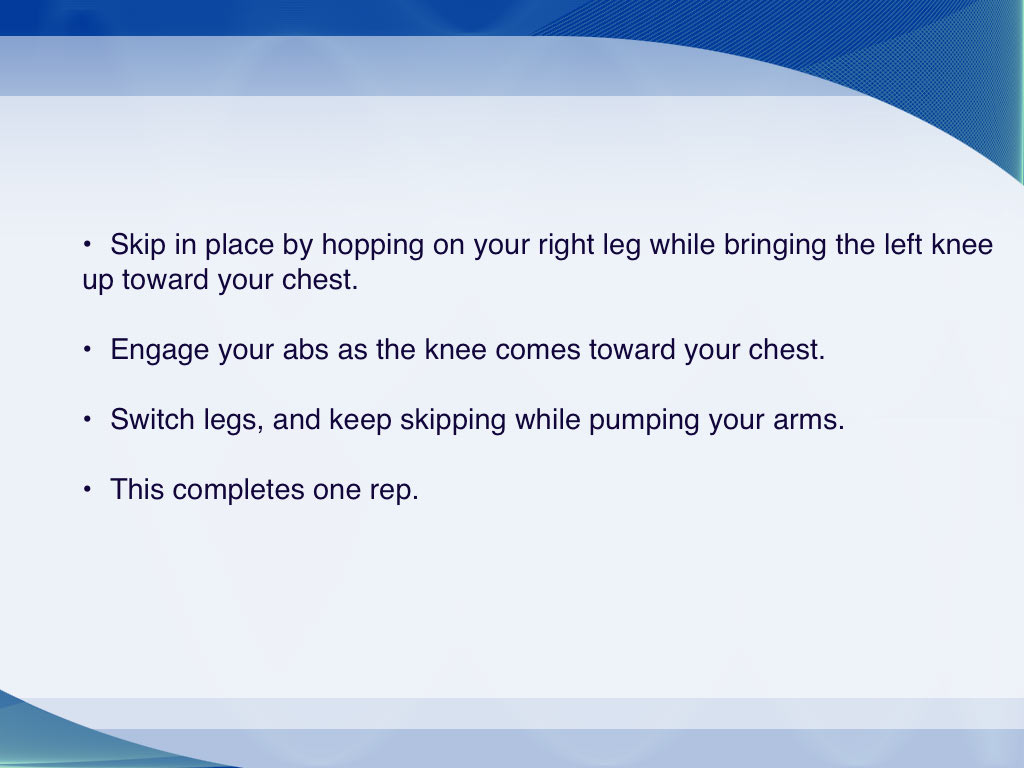 • Skip in place by hopping on your right leg while bringing the left knee
up toward your chest.
• Engage your abs as the knee comes toward your chest.
• Switch legs, and keep skipping while pumping your arms.
• This completes one rep.